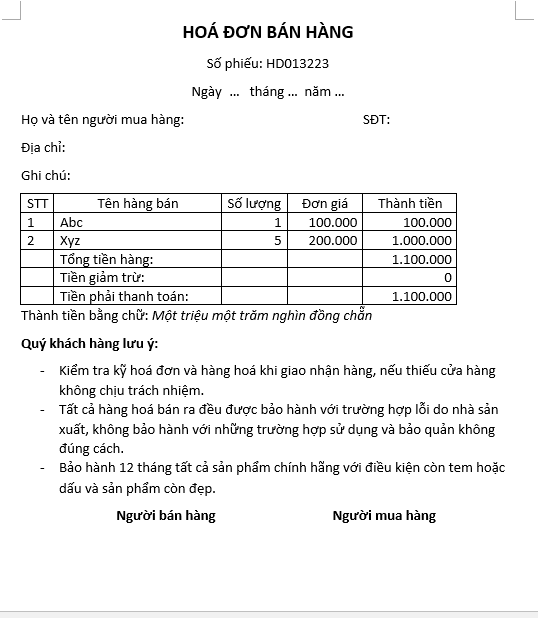 HOÁ ĐƠN BÁN HÀNG
Số phiếu: HD013223
Ngày ... tháng ... năm ...
Họ và tên người mua hàng: SĐT:
Địa chỉ:
Ghi chú:
STT Tên hàng bán Số lượng Đơn giá Thành tiền
1 Abc 1 100.000 100.000
2 Xyz 5 200.000 1.000.000
Tổng tiền hàng: 1.100.000
Tiền giảm trừ: 0
Tiền phải thanh toán: 1.100.000
Thành tiền bằng chữ: Một triệu một trăm nghìn đồng chẵn
Quý khách hàng lưu ý:
- Kiểm tra kỹ hoá đơn và hàng hoá khi giao nhận hàng, nếu thiếu cửa hàng
không chịu trách nhiệm.
- Tất cả hàng hoá bán ra đều được bảo hành với trường hợp lỗi do nhà sản
xuất, không bảo hành với những trường hợp sử dụng và bảo quản không
đúng cách.
- Bảo hành 12 tháng tất cả sản phẩm chính hãng với điều kiện còn tem hoặc
dấu và sản phẩm còn đẹp.
Người bán hàng Người mua hàng